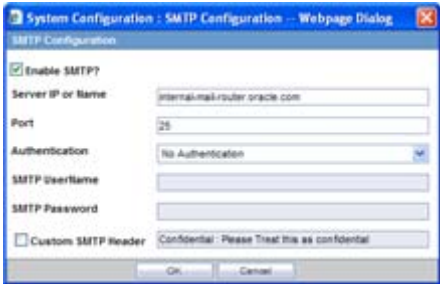 System Configuration : SMTP Configuration -- Webpage Dialog
SMTP Configuration
Enable SMTP?
Server IP or Name internal-mail-router.oracle.com
Port 25
Authentication No Authentication
SMTP UserName
SMTP Password
Custom SMTP Header Confidential : Please Treat this as confidental
OK Cancel